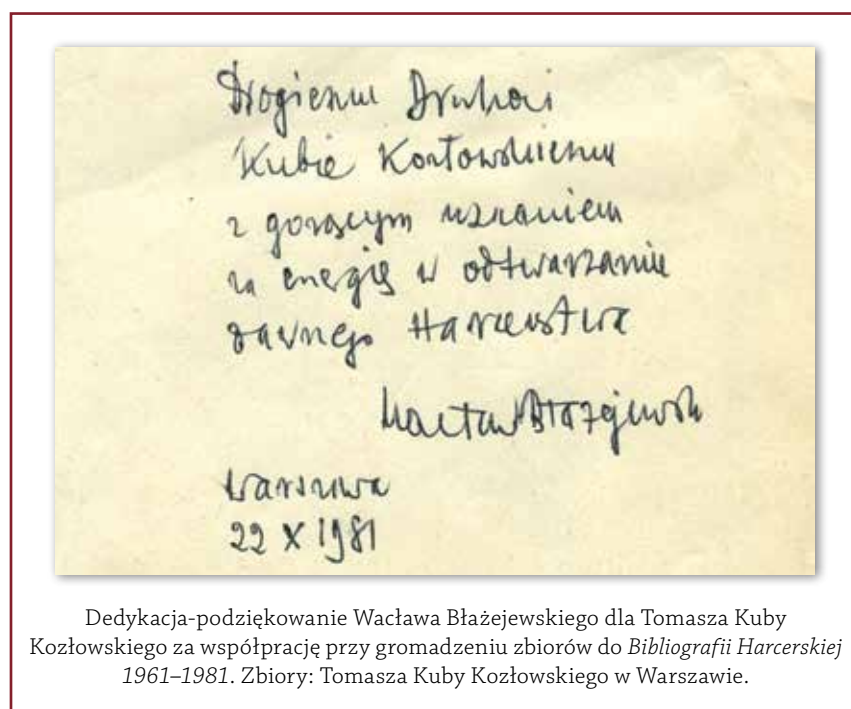 Drogiemu Druhowi
Kubie Kozłowskiemu
z gorącym uznaniem
za energię w odtwarzanie
dawnego Harcerstwa
Wacław Błażejewski
Warszawa
22 X 1981
Dedykacja-podziękowanie Wacława Błażejewskiego dla Tomasza Kuby
Kozłowskiego za współpracę przy gromadzeniu zbiorów do Bibliografii Harcerskiej
1961–1981. Zbiory: Tomasza Kuby Kozłowskiego w Warszawie.